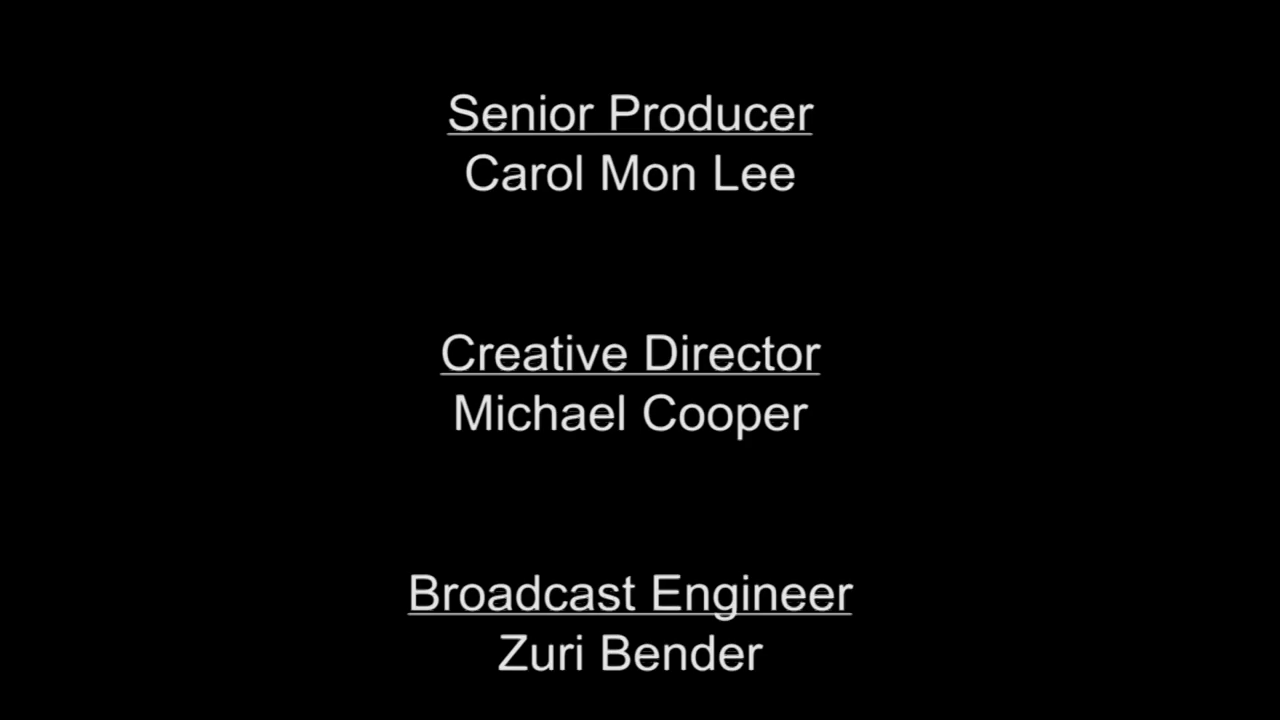 Senior Producer
Carol Mon Lee
Creative Director
Michael Cooper
Broadcast Engineer
Zuri Bender